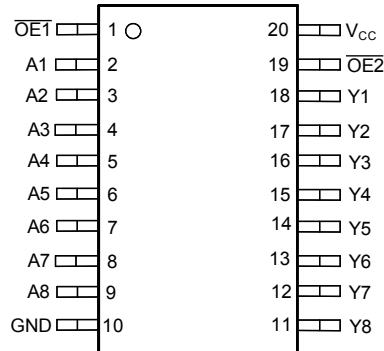 O̅E̅1̅ 1 20 VCC
A1 2 19 O̅E̅2̅
A2 3 18 Y1
A3 4 17 Y2
A4 5 16 Y3
A5 6 15 Y4
A6 7 14 Y5
A7 8 13 Y6
A8 9 12 Y7
GND 10 11 Y8